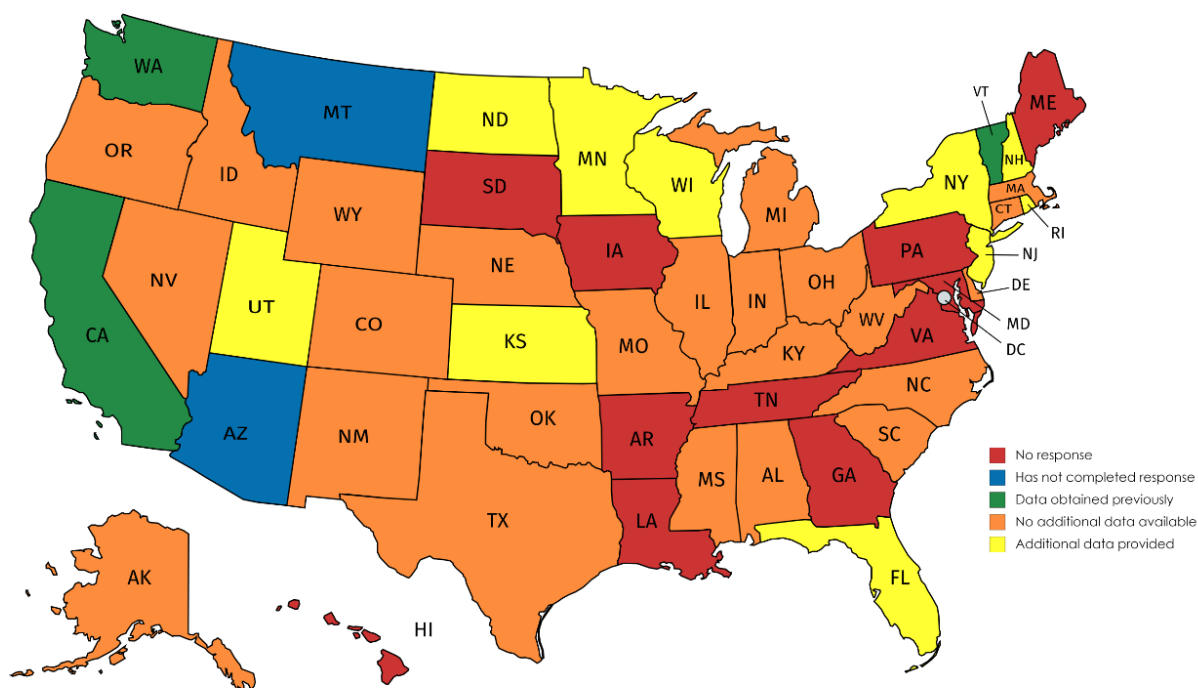 WA
MT
ND
MN
VT
ME
OR
ID
SD
WI
NY
NH
MA
CT
RI
WY
MI
IA
PA
NJ
NE
NV
UT
CO
IL
IN
OH
DE
CA
KS
MO
WV
VA
MD
DC
KY
AZ
NM
OK
AR
TN
NC
SC
MS
AL
GA
TX
LA
FL
AK
HI
No response
Has not completed response
Data obtained previously
No additional data available
Additional data provided